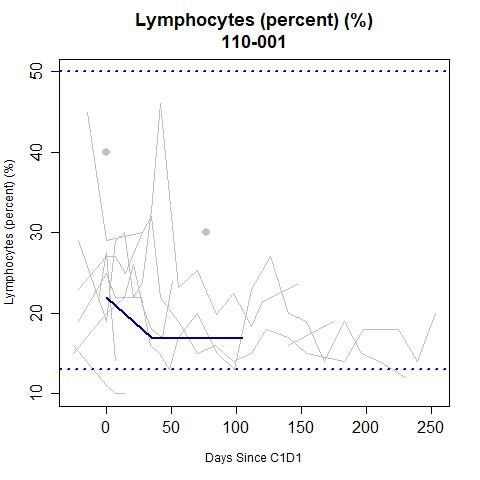 Lymphocytes (percent) (%)
110-001
Lymphocytes (percent) (%)
50
40
30
20
10
0 50 100 150 200 250
Days Since C1D1